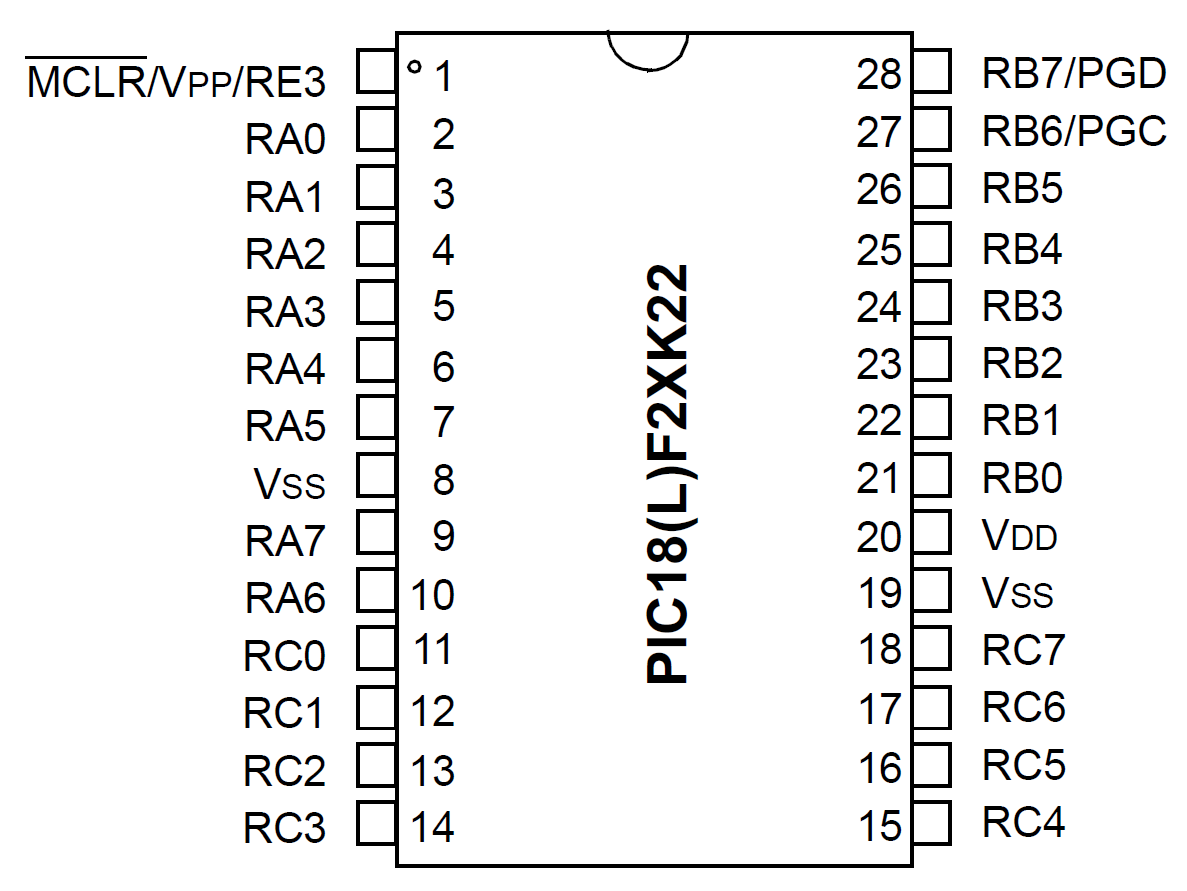 MCLR/VPP/RE3 1 28 RB7/PGD
RA0 2 27 RB6/PGC
RA1 3 26 RB5
RA2 4 25 RB4
RA3 5 24 RB3
RA4 6 23 RB2
RA5 7 22 RB1
VSS 8 21 RB0
RA7 9 20 VDD
RA6 10 19 VSS
RC0 11 18 RC7
RC1 12 17 RC6
RC2 13 16 RC5
RC3 14 15 RC4
PIC18(L)F2XK22